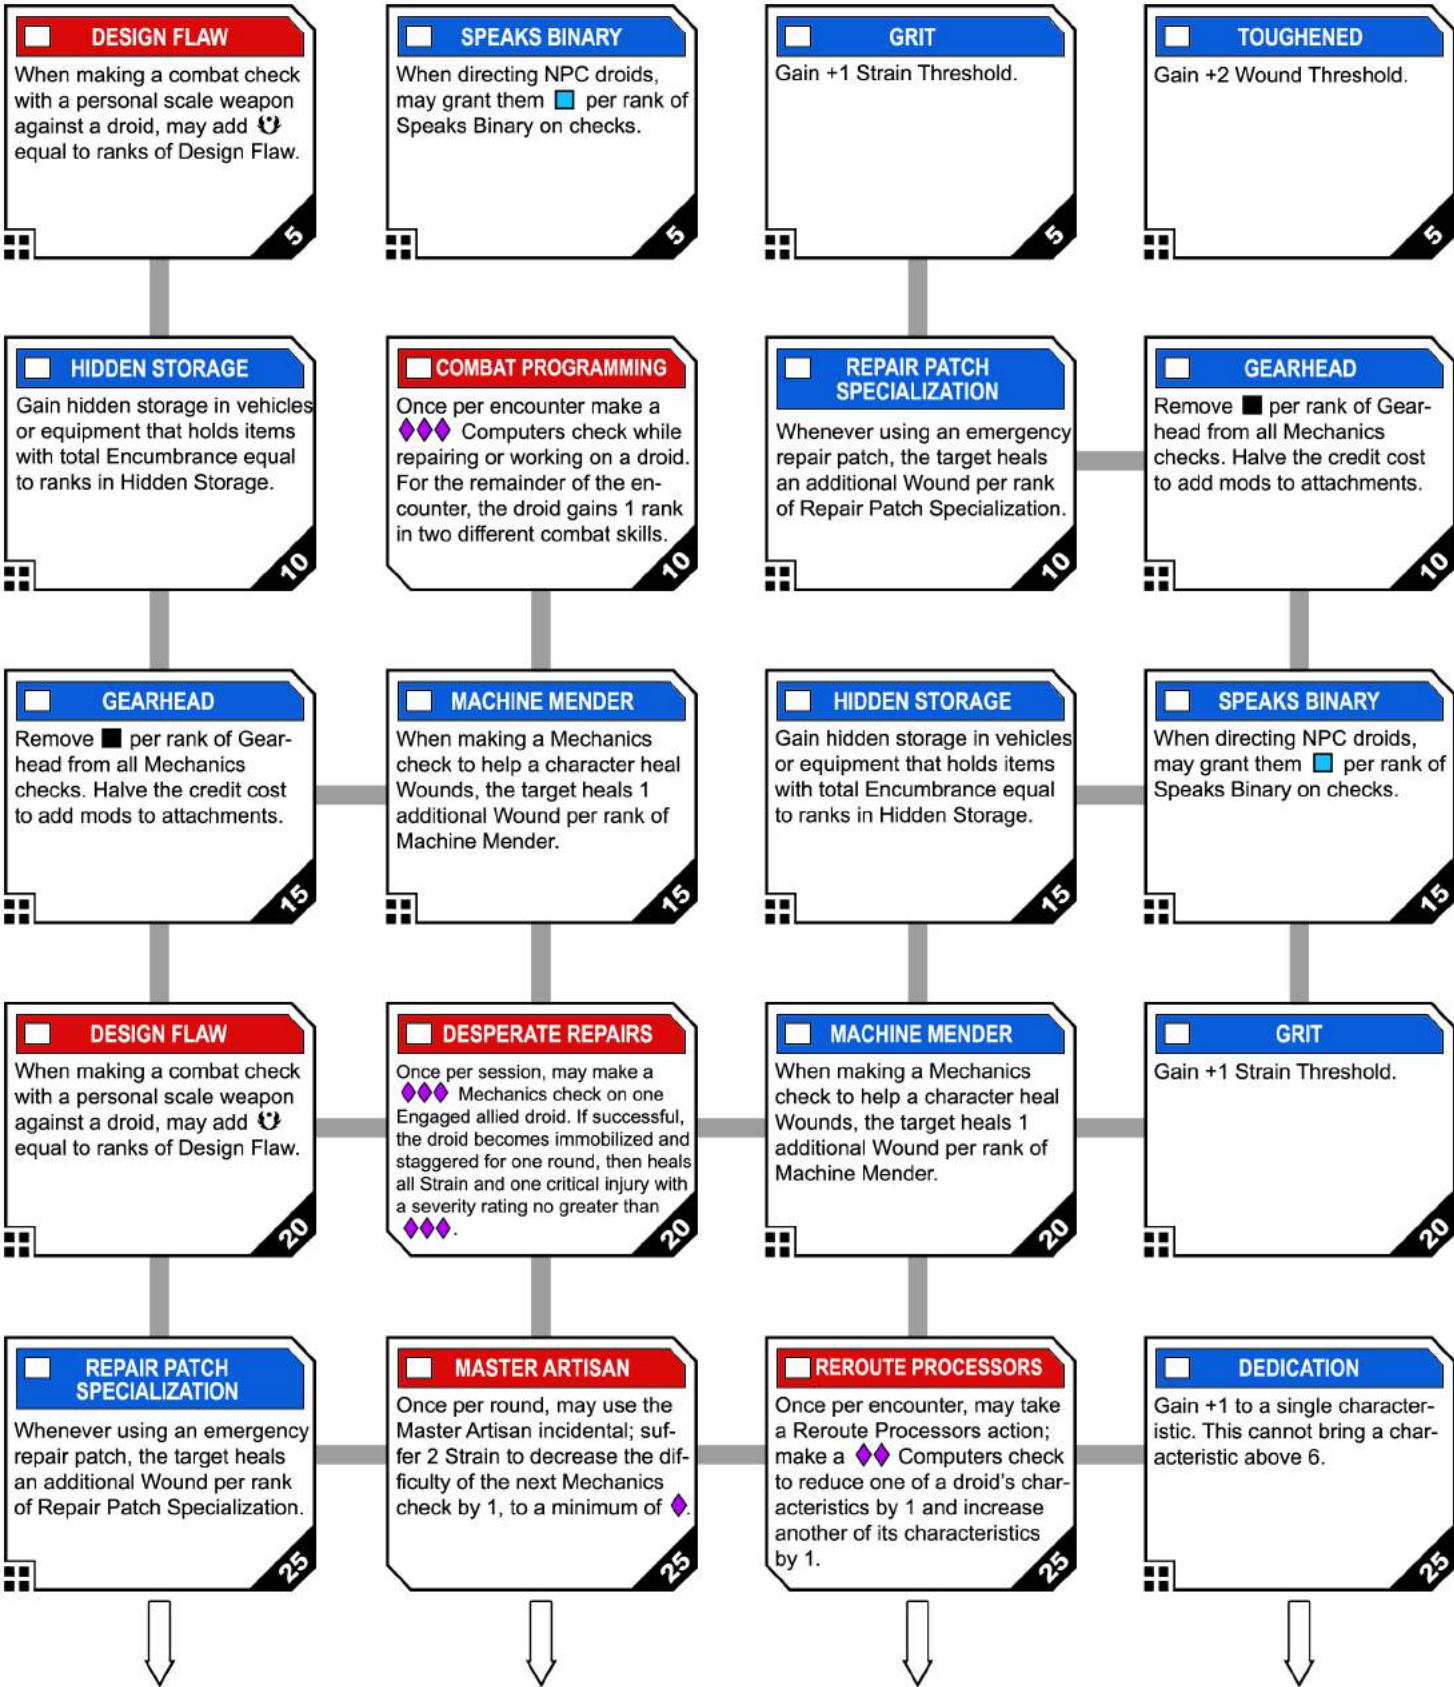 DESIGN FLAW
When making a combat check
with a personal scale weapon
against a droid, may add
equal to ranks of Design Flaw.
5
SPEAKS BINARY
When directing NPC droids,
may grant them per rank of
Speaks Binary on checks.
5
GRIT
Gain +1 Strain Threshold.
5
TOUGHENED
Gain +2 Wound Threshold.
5
HIDDEN STORAGE
Gain hidden storage in vehicles
or equipment that holds items
with total Encumbrance equal
to ranks in Hidden Storage.
10
COMBAT PROGRAMMING
Once per encounter make a
Computers check while
repairing or working on a droid.
For the remainder of the en-
counter, the droid gains 1 rank
in two different combat skills.
10
REPAIR PATCH
SPECIALIZATION
Whenever using an emergency
repair patch, the target heals
an additional Wound per rank
of Repair Patch Specialization.
10
GEARHEAD
Remove per rank of Gear-
head from all Mechanics
checks. Halve the credit cost
to add mods to attachments.
10
GEARHEAD
Remove per rank of Gear-
head from all Mechanics
checks. Halve the credit cost
to add mods to attachments.
15
MACHINE MENDER
When making a Mechanics
check to help a character heal
Wounds, the target heals 1
additional Wound per rank of
Machine Mender.
15
HIDDEN STORAGE
Gain hidden storage in vehicles
or equipment that holds items
with total Encumbrance equal
to ranks in Hidden Storage.
15
SPEAKS BINARY
When directing NPC droids,
may grant them per rank of
Speaks Binary on checks.
15
DESIGN FLAW
When making a combat check
with a personal scale weapon
against a droid, may add
equal to ranks of Design Flaw.
20
DESPERATE REPAIRS
Once per session, may make a
Mechanics check on one
Engaged allied droid. If successful,
the droid becomes immobilized and
staggered for one round, then heals
all Strain and one critical injury with
a severity rating no greater than
.
20
MACHINE MENDER
When making a Mechanics
check to help a character heal
Wounds, the target heals 1
additional Wound per rank of
Machine Mender.
20
GRIT
Gain +1 Strain Threshold.
20
REPAIR PATCH
SPECIALIZATION
Whenever using an emergency
repair patch, the target heals
an additional Wound per rank
of Repair Patch Specialization.
25
MASTER ARTISAN
Once per round, may use the
Master Artisan incidental; suf-
fer 2 Strain to decrease the dif-
ficulty of the next Mechanics
check by 1, to a minimum of .
25
REROUTE PROCESSORS
Once per encounter, may take
a Reroute Processors action;
make a Computers check
to reduce one of a droid's char-
acteristics by 1 and increase
another of its characteristics
by 1.
25
DEDICATION
Gain +1 to a single character-
istic. This cannot bring a char-
acteristic above 6.
25